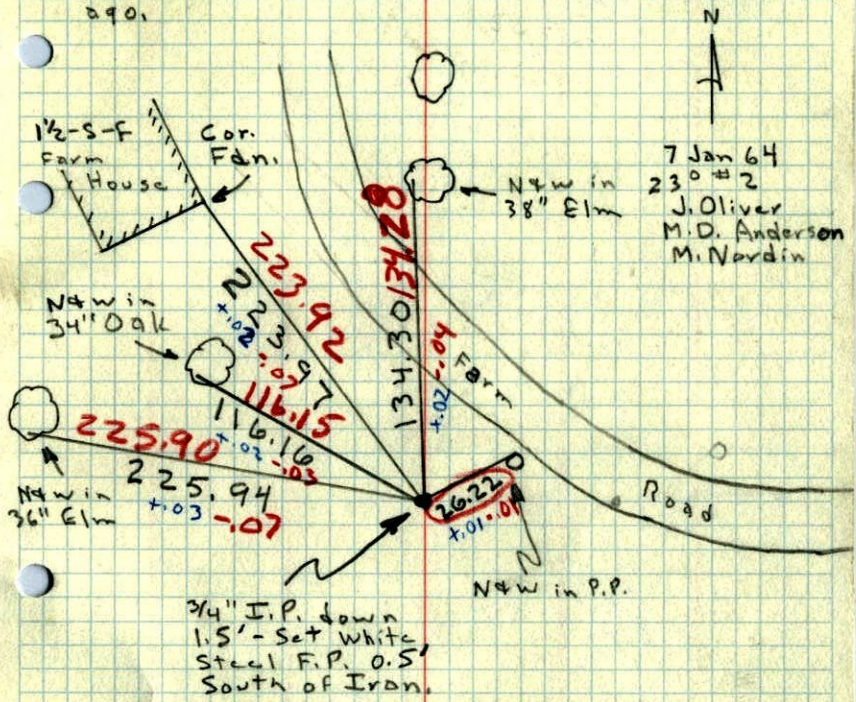 ago.
N
1½-S-F
Farm
House
Cor.
Fdn.
7 Jan 64
23° #2
J. Oliver
M.D. Anderson
M. Nordin
N&W in
38" Elm
134.28
134.30
-.04
+.02
223.92
223.97
+.02
-.07
N&W in
34" Oak
116.15
116.16
+.02
-.03
225.90
225.94
+.03
-.07
N&W in
36" Elm
Farm
Road
26.22
+.01
-.01
N&W in P.P.
3/4" I.P. down
1.5' - Set White
Steel F.P. 0.5'
South of Iron.